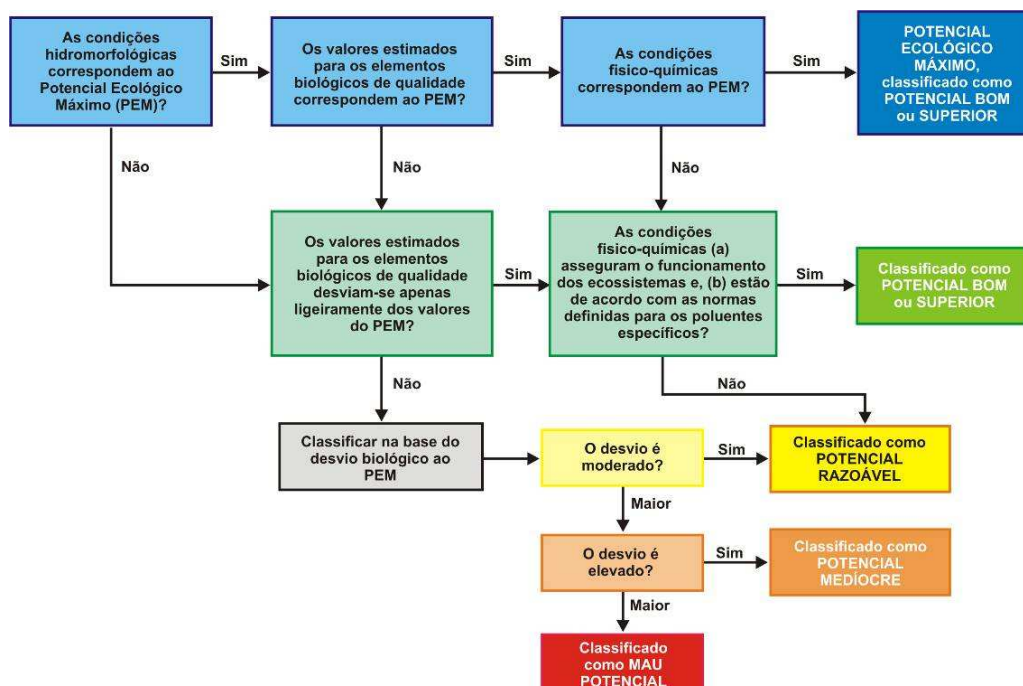 As condições
hidromorfológicas
correspondem ao
Potencial Ecológico
Máximo (PEM)?
Sim
Os valores estimados
para os elementos
biológicos de qualidade
correspondem ao PEM?
Sim
As condições
fisico-químicas
correspondem ao PEM?
Sim
POTENCIAL
ECOLÓGICO
MÁXIMO,
classificado como
POTENCIAL BOM
ou SUPERIOR
Não
Não
Não
Os valores estimados
para os elementos
biológicos de qualidade
desviam-se apenas
ligeiramente dos valores
do PEM?
Sim
As condições
fisico-químicas (a)
asseguram o funcionamento
dos ecossistemas e, (b) estão
de acordo com as normas
definidas para os poluentes
específicos?
Sim
Classificado como
POTENCIAL BOM
ou SUPERIOR
Não
Não
Classificar na base do
desvio biológico ao
PEM
O desvio é
moderado?
Sim
Classificado como
POTENCIAL
RAZOÁVEL
Maior
O desvio é
elevado?
Sim
Classificado como
POTENCIAL
MEDÍOCRE
Maior
Classificado
como MAU
POTENCIAL